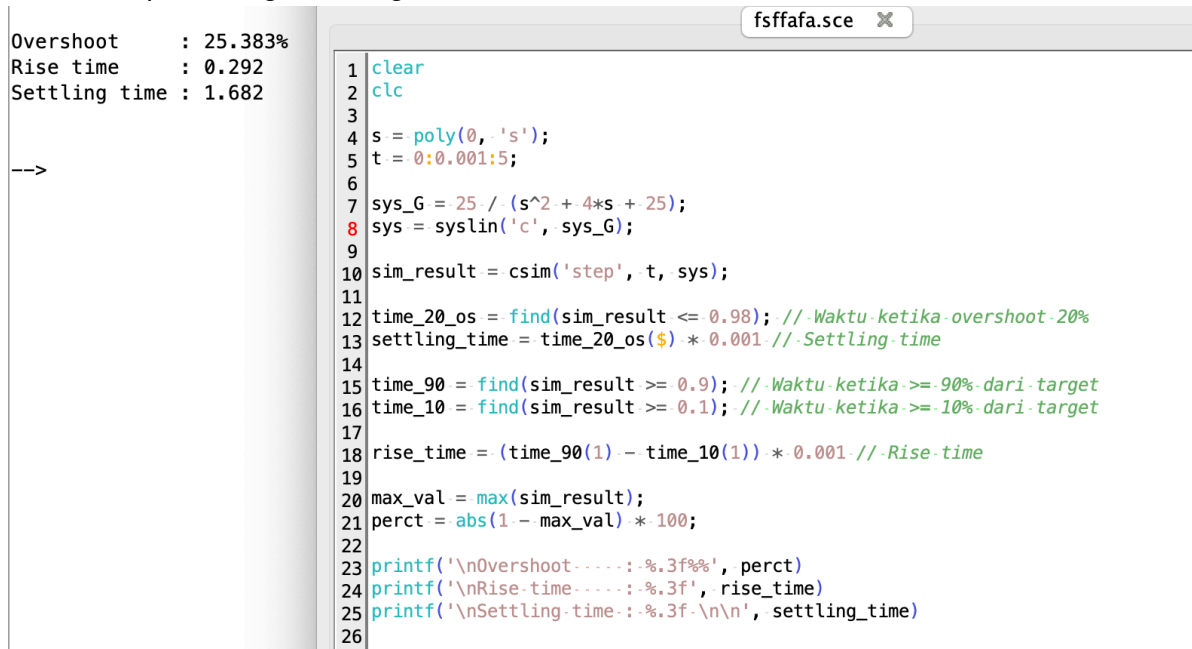 Overshoot      : 25.383%
Rise time      : 0.292
Settling time : 1.682
-->
fsffafa.sce
1 clear
2 clc
3
4 s = poly(0, 's');
5 t = 0:0.001:5;
6
7 sys_G = 25 / (s^2 + 4*s + 25);
8 sys = syslin('c', sys_G);
9
10 sim_result = csim('step', t, sys);
11
12 time_20_os = find(sim_result <= 0.98); // Waktu ketika overshoot 20%
13 settling_time = time_20_os($) * 0.001 // Settling time
14
15 time_90 = find(sim_result >= 0.9); // Waktu ketika >= 90% dari target
16 time_10 = find(sim_result >= 0.1); // Waktu ketika >= 10% dari target
17
18 rise_time = (time_90(1) - time_10(1)) * 0.001 // Rise time
19
20 max_val = max(sim_result);
21 perct = abs(1 - max_val) * 100;
22
23 printf('\nOvershoot     : %.3f%%', perct)
24 printf('\nRise time     : %.3f', rise_time)
25 printf('\nSettling time : %.3f \n\n', settling_time)
26